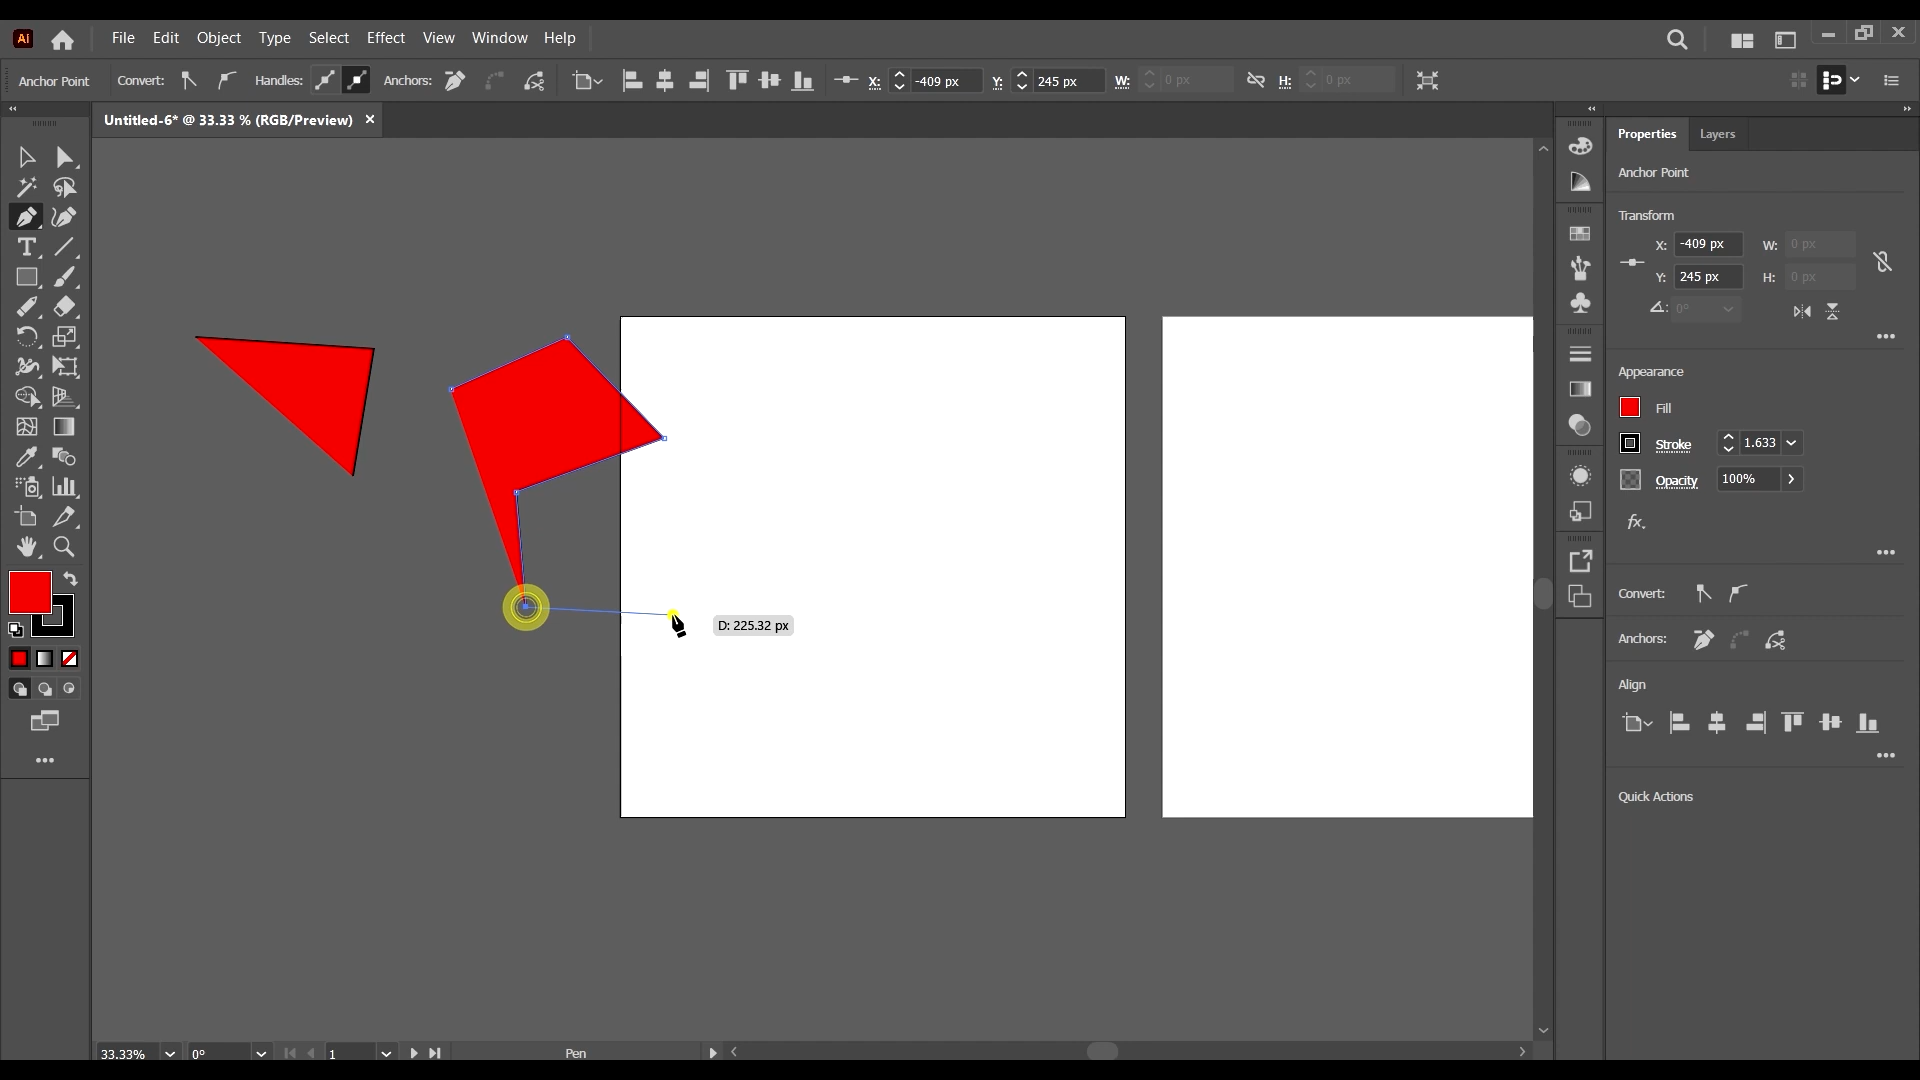 Ai File Edit Object Type Select Effect View Window Help
Anchor Point Convert: Handles: Anchors: X: -409 px Y: 245 px W: 0 px H: 0 px
Untitled-6* @ 33.33 % (RGB/Preview) ×
Properties Layers
Anchor Point
Transform
X: -409 px W: 0 px
Y: 245 px H: 0 px
0°
Appearance
Fill
Stroke 1.633
Opacity 100%
fx.
Convert:
D: 225.32 px
Anchors:
Align
Quick Actions
33.33% 0° 1 Pen